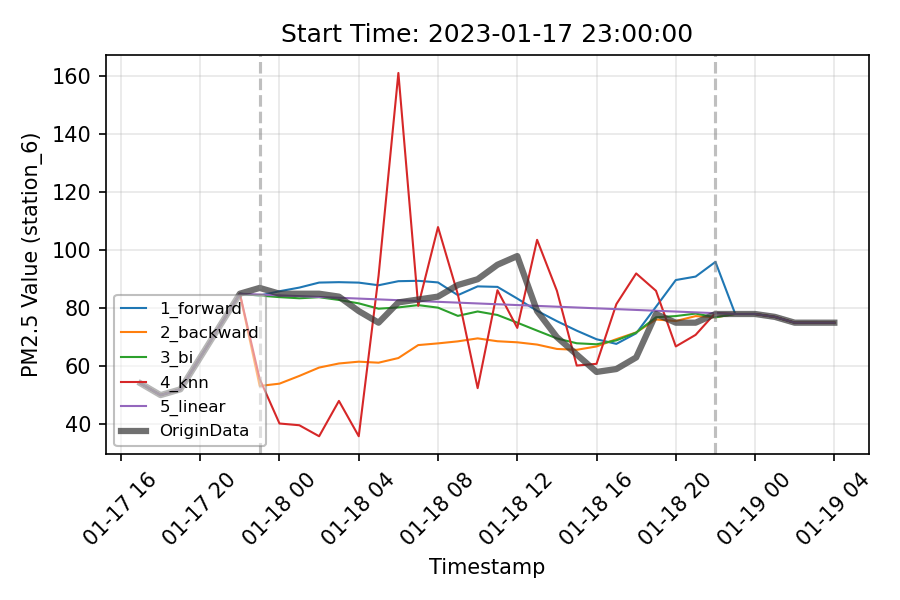 Start Time: 2023-01-17 23:00:00
PM2.5 Value (station_6)
160
140
120
100
80
60
40
1_forward
2_backward
3_bi
4_knn
5_linear
OriginData
01-17 16
01-17 20
01-18 00
01-18 04
01-18 08
01-18 12
01-18 16
01-18 20
01-19 00
01-19 04
Timestamp